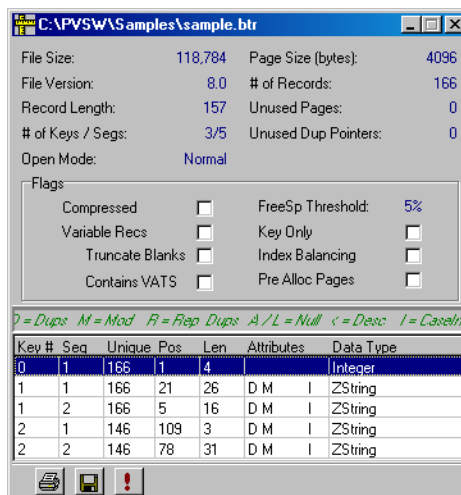 C:\PVSW\Samples\sample.btr
File Size: 118,784 Page Size (bytes): 4096
File Version: 8.0 # of Records: 166
Record Length: 157 Unused Pages: 0
# of Keys / Segs: 3/5 Unused Dup Pointers: 0
Open Mode: Normal
Flags
Compressed FreeSp Threshold: 5%
Variable Recs Key Only
Truncate Blanks Index Balancing
Contains VATS Pre Alloc Pages
D = Dups M = Mod R = Rep Dups A / L = Null < = Desc I = CaseIn
Key # Seg Unique Pos Len Attributes Data Type
0 1 166 1 4 Integer
1 1 166 21 26 D M I ZString
1 2 166 5 16 D M I ZString
2 1 146 109 3 D M I ZString
2 2 146 78 31 D M I ZString